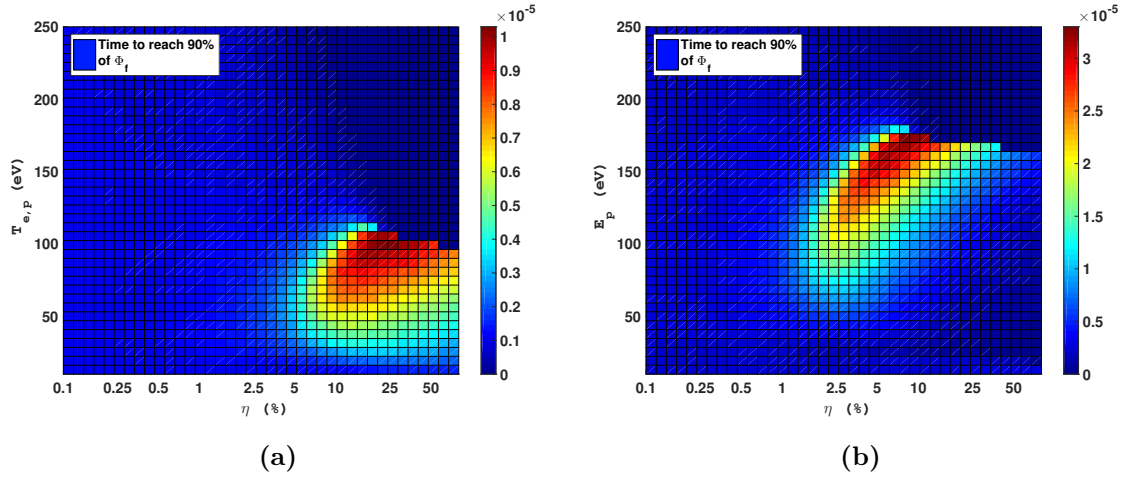 ×10^-5
250
200
150
100
50
T_e,p (eV)
Time to reach 90%
of Φ_f
0.1 0.25 0.5 1 2.5 5 10 25 50
η (%)
1
0.9
0.8
0.7
0.6
0.5
0.4
0.3
0.2
0.1
0
(a)
×10^-5
250
200
150
100
50
E_p (eV)
Time to reach 90%
of Φ_f
0.1 0.25 0.5 1 2.5 5 10 25 50
η (%)
3
2.5
2
1.5
1
0.5
0
(b)